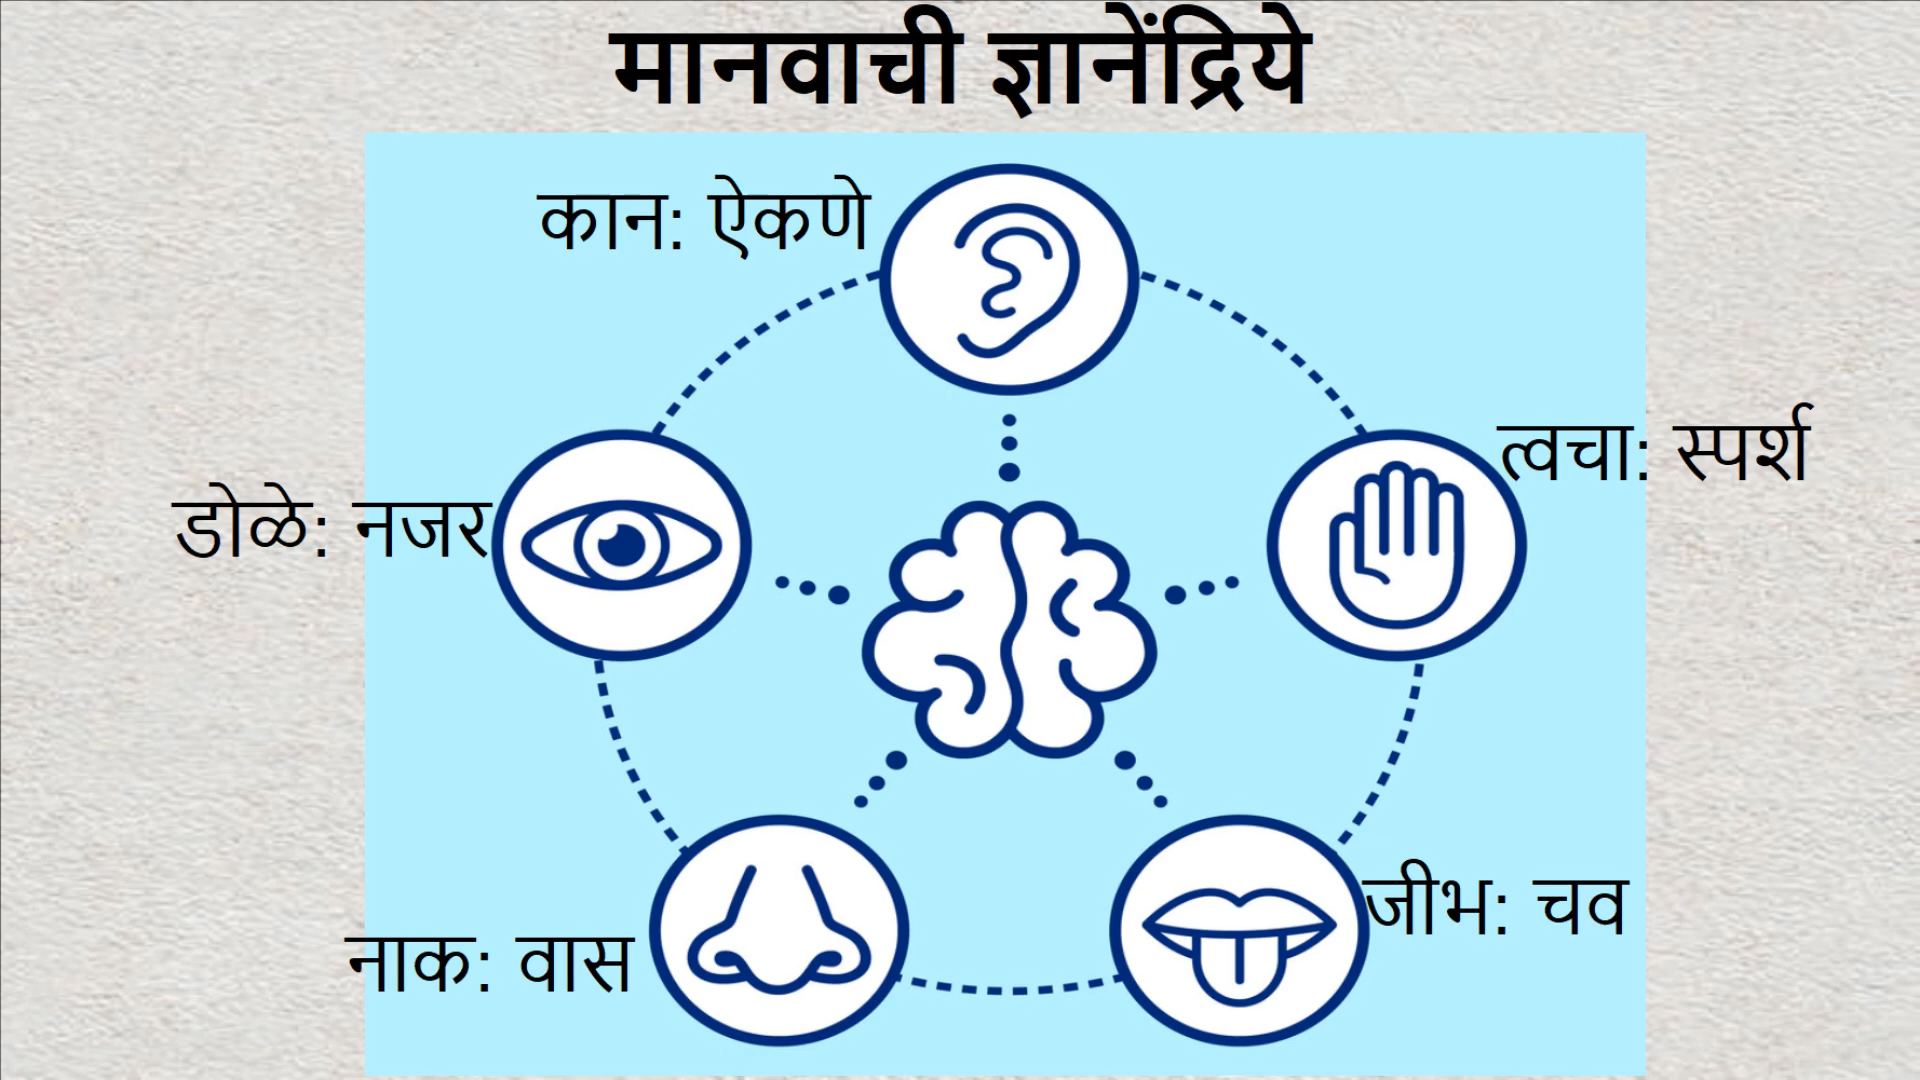 मानवाची ज्ञानेंद्रिये
कान: ऐकणे
त्वचा: स्पर्श
डोळे: नजर
जीभ: चव
नाक: वास